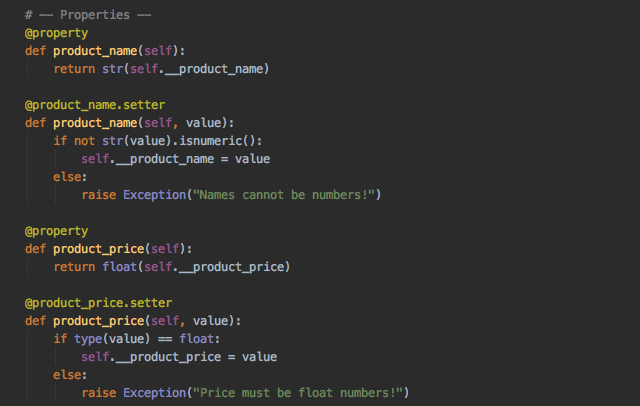 # -- Properties --
@property
def product_name(self):
    return str(self.__product_name)

@product_name.setter
def product_name(self, value):
    if not str(value).isnumeric():
        self.__product_name = value
    else:
        raise Exception("Names cannot be numbers!")

@property
def product_price(self):
    return float(self.__product_price)

@product_price.setter
def product_price(self, value):
    if type(value) == float:
        self.__product_price = value
    else:
        raise Exception("Price must be float numbers!")